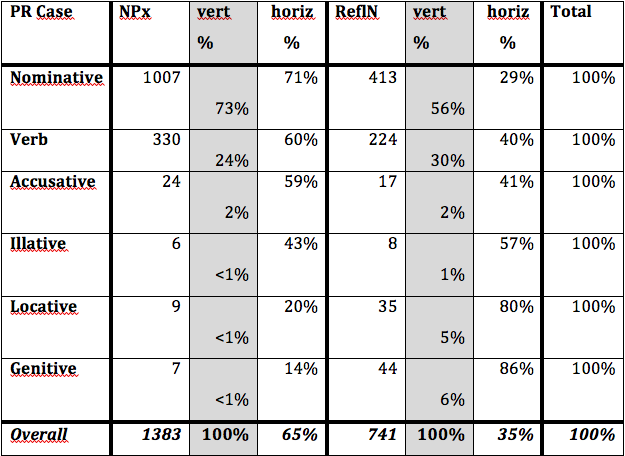 PR Case NPx vert horiz ReflN vert horiz Total
% % % %
Nominative 1007 71% 413 29% 100%
73% 56%
Verb 330 60% 224 40% 100%
24% 30%
Accusative 24 59% 17 41% 100%
2% 2%
Illative 6 43% 8 57% 100%
<1% 1%
Locative 9 20% 35 80% 100%
<1% 5%
Genitive 7 14% 44 86% 100%
<1% 6%
Overall 1383 100% 65% 741 100% 35% 100%